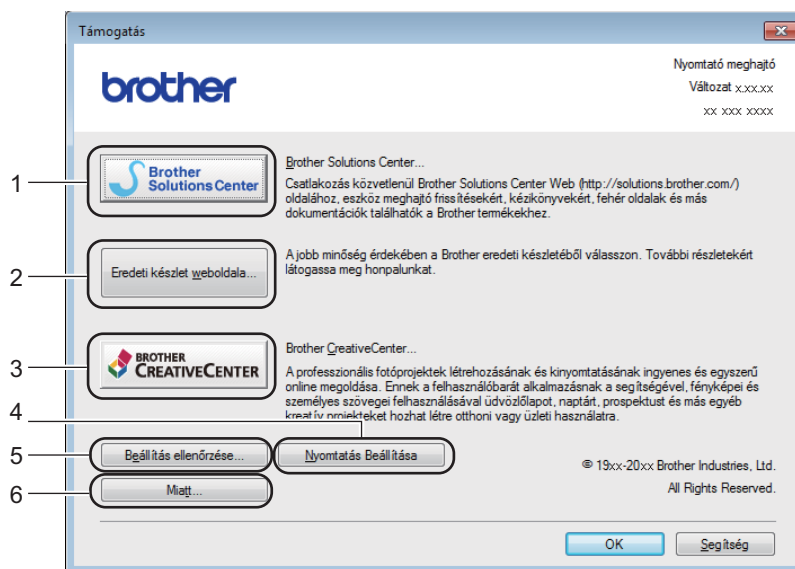 Támogatás
brother
Nyomtató meghajtó
Változat x.xx.xx
xx xxx xxxx
1
Brother
Solutions Center
Brother Solutions Center...
Csatlakozás közvetlenül Brother Solutions Center Web (http://solutions.brother.com/)
oldalához, eszköz meghajtó frissítésekért, kézikönyvekért, fehér oldalak és más
dokumentációk találhatók a Brother termékekhez.
2
Eredeti készlet weboldala...
A jobb minőség érdekében a Brother eredeti készletéből válasszon. További részletekért
látogassa meg honpalunkat.
3
BROTHER
CREATIVECENTER
Brother CreativeCenter...
A professzionális fotóprojektek létrehozásának és kinyomtatásának ingyenes és egyszerű
online megoldása. Ennek a felhasználóbarát alkalmazásnak a segítségével, fényképei és
személyes szövegei felhasználásával üdvözlőlapot, naptárt, prospektust és más egyéb
kreatív projekteket hozhat létre otthoni vagy üzleti használatra.
4
5
Beállítás ellenőrzése...
Nyomtatás Beállítása
6
Miatt...
© 19xx-20xx Brother Industries, Ltd.
All Rights Reserved.
OK
Segítség